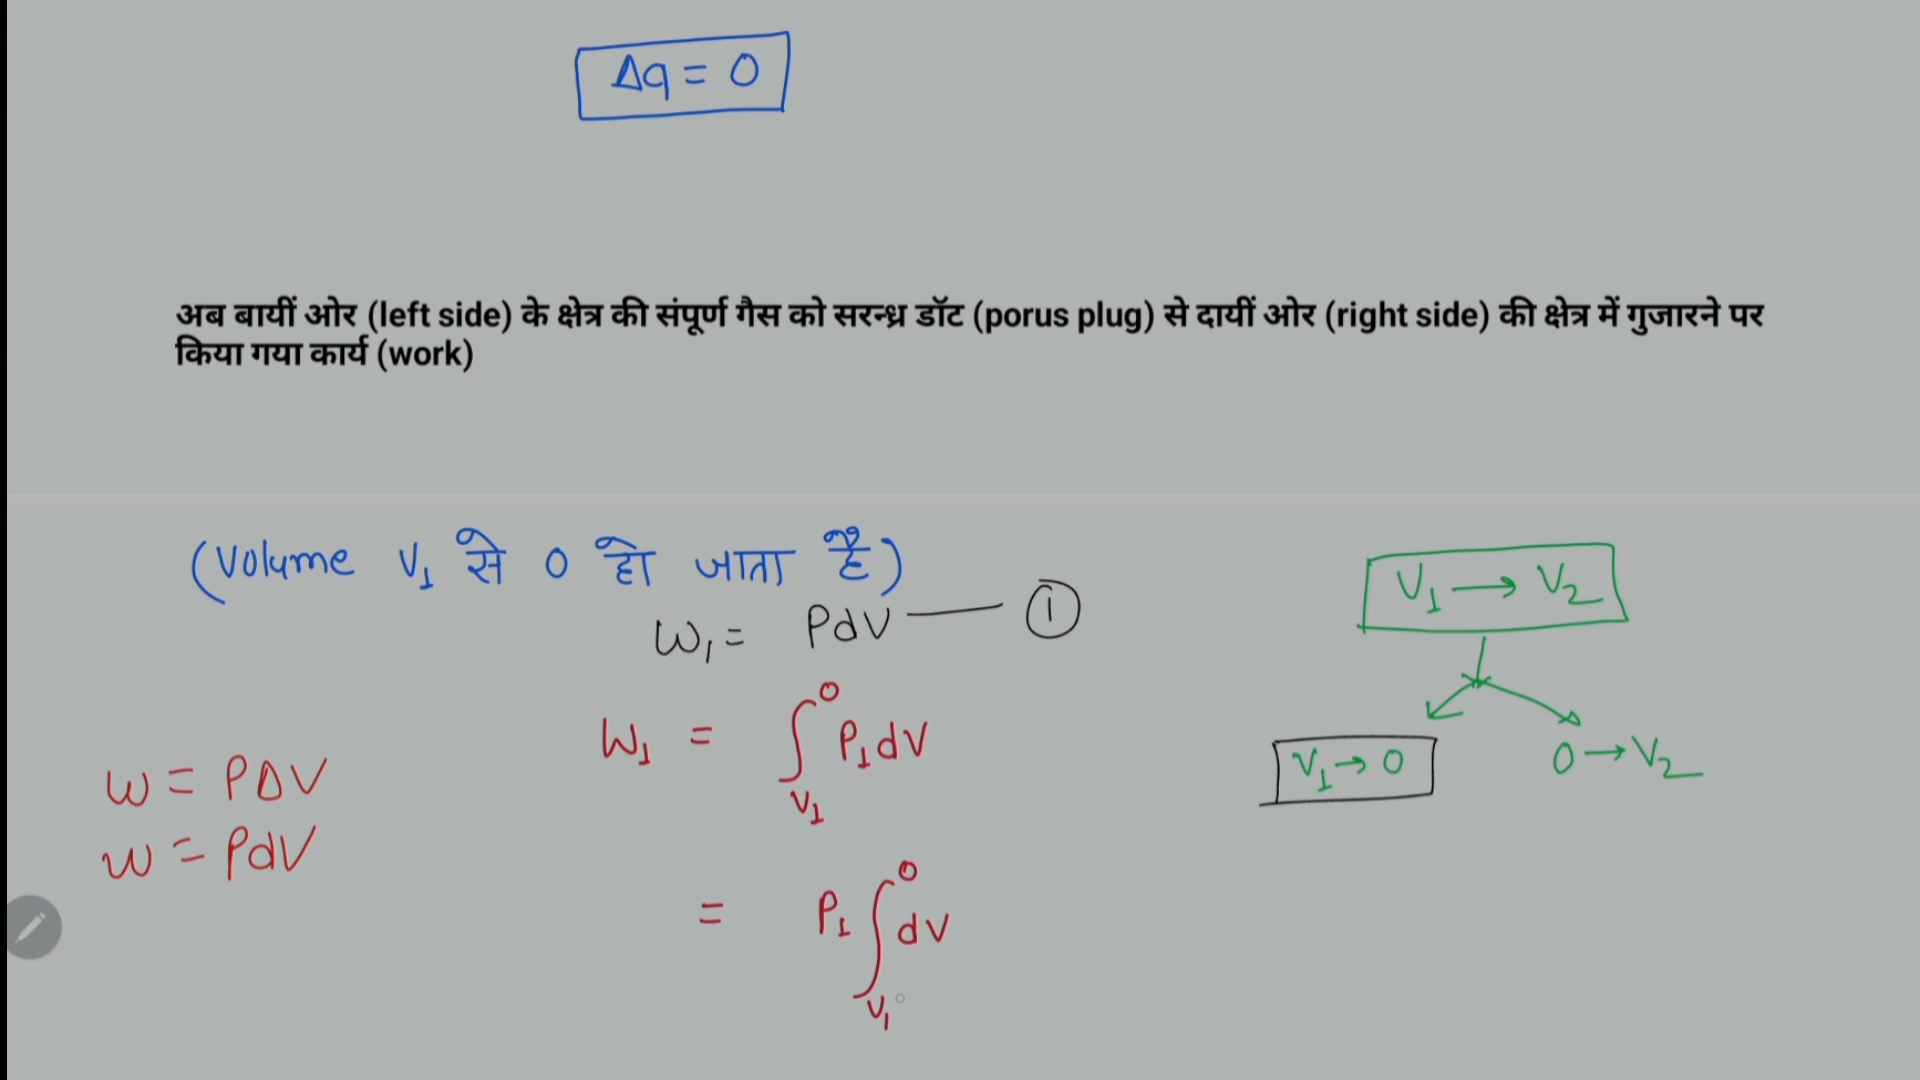 Δq = 0
अब बायीं ओर (left side) के क्षेत्र की संपूर्ण गैस को सरन्ध्र डॉट (porus plug) से दायीं ओर (right side) की क्षेत्र में गुजारने पर
किया गया कार्य (work)
(Volume V₁ से 0 हो जाता है)
W₁ = PdV — ①
W₁ = ∫_{V₁}^{0} P₁dV
= P₁ ∫_{V₁}^{0} dV
W = PΔV
W = PdV
V₁ → V₂
V₁ → 0
0 → V₂